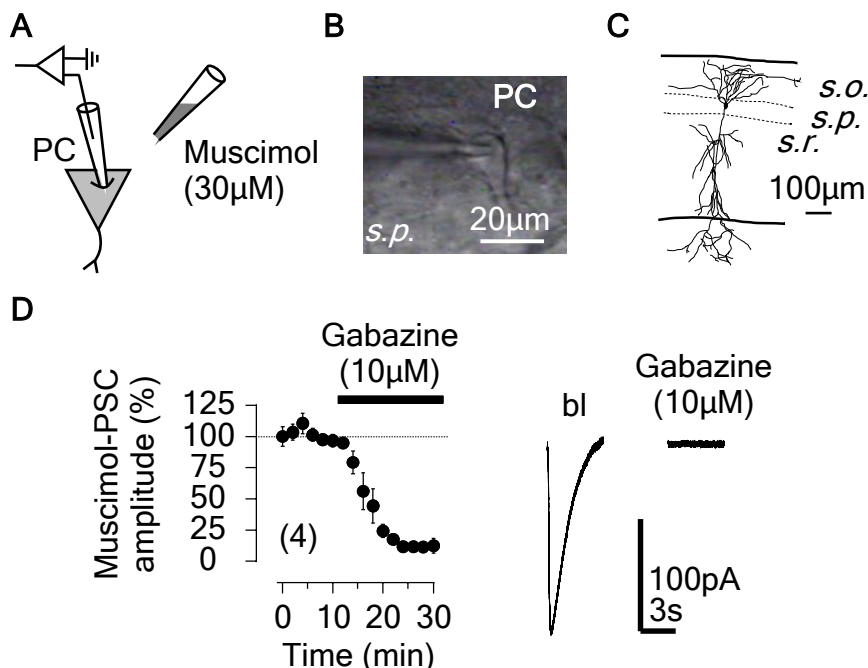 A
PC
Muscimol
(30μM)
B
PC
20μm
s.p.
C
s.o.
s.p.
s.r.
100μm
D
Muscimol-PSC
amplitude (%)
125
100
75
50
25
0
(4)
0 10 20 30
Time (min)
Gabazine
(10μM)
bl
Gabazine
(10μM)
100pA
3s